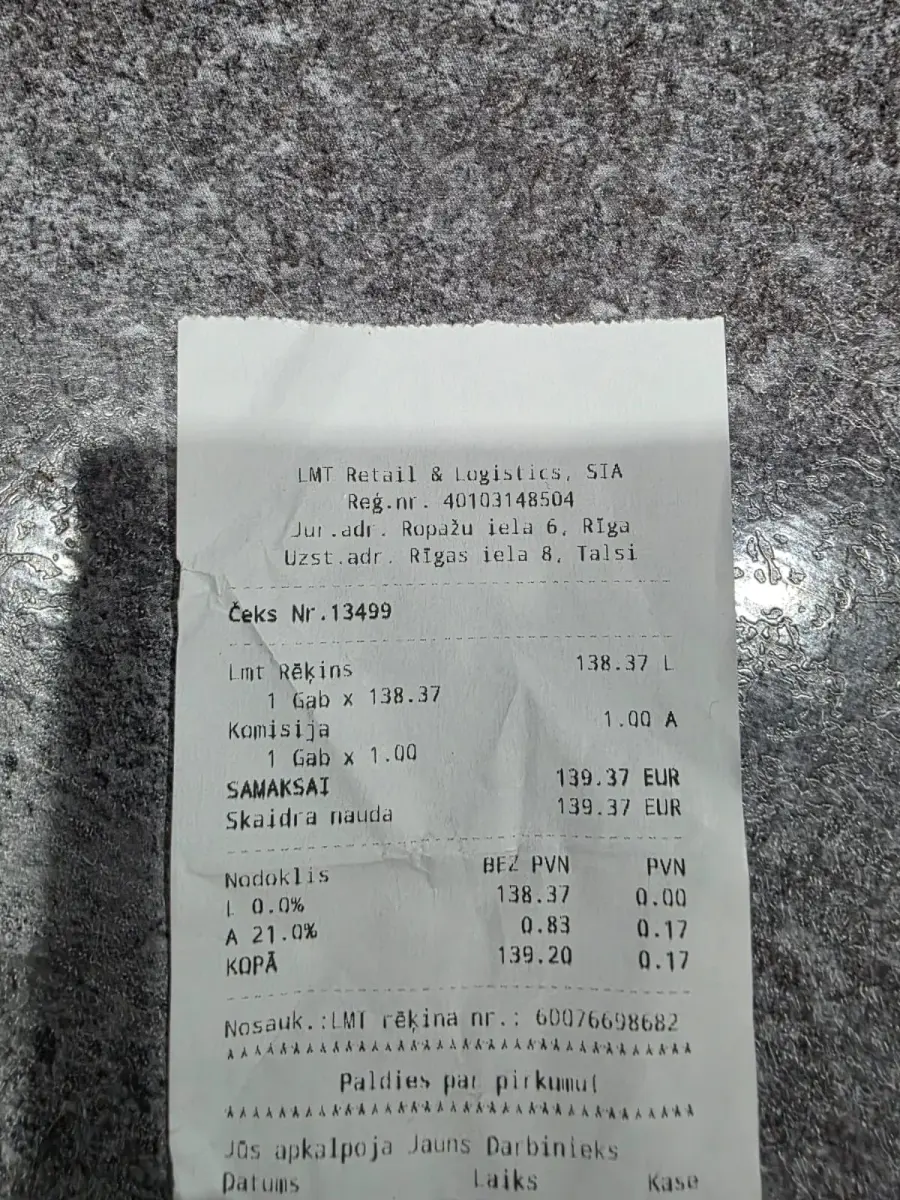 LMT Retail & Logistics, SIA
Reģ.nr. 40103148504
Jur.adr. Ropažu iela 6, Rīga
Uzst.adr. Rīgas iela 8, Talsi
Čeks Nr.13499
Lmt Rēķins 138.37 L
1 Gab x 138.37
Komisija 1.00 A
1 Gab x 1.00
SAMAKSAI 139.37 EUR
Skaidra nauda 139.37 EUR
Nodoklis BEZ PVN PVN
L 0.0% 138.37 0.00
A 21.0% 0.83 0.17
KOPĀ 139.20 0.17
Nosauk.:LMT rēķina nr.: 60076698682
************************************
Paldies par pirkumu!
************************************
Jūs apkalpoja Jauns Darbinieks
Datums Laiks Kase